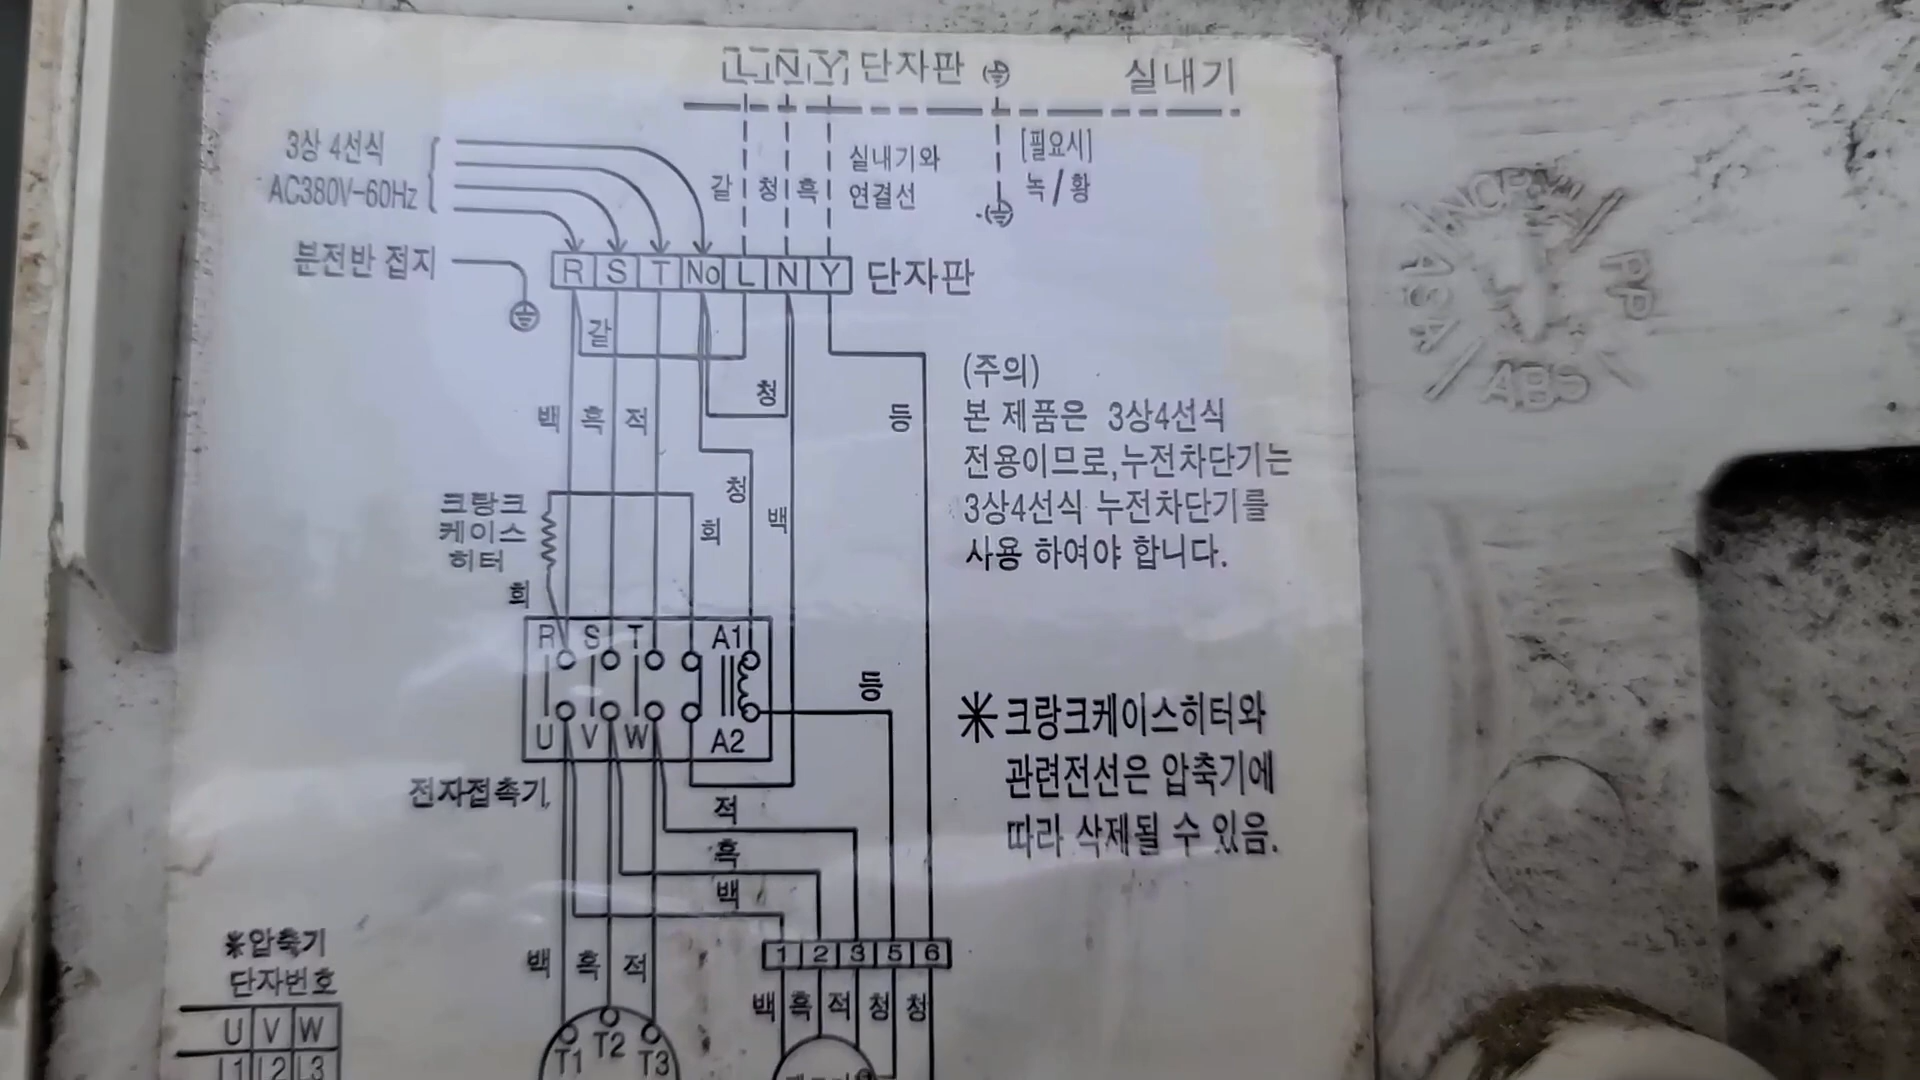 L N Y 단자판 실내기
3상 4선식
AC380V-60Hz
갈 청 흑
실내기와
연결선
[필요시]
녹/황
분전반 접지
R S T No L N Y 단자판
갈
청
백 흑 적
등
(주의)
본 제품은 3상4선식
전용이므로,누전차단기는
3상4선식 누전차단기를
사용 하여야 합니다.
크랑크
케이스
히터
청
회
백
회
R S T A1
등
U V W A2
전자접촉기
✳크랑크케이스히터와
관련전선은 압축기에
따라 삭제될 수 있음.
적
흑
백
※압축기
단자번호
U V W
L1 L2 L3
백 흑 적
1 2 3 5 6
백 흑 적 청 청
T1 T2 T3
NORYL
PP
ABS
ASA